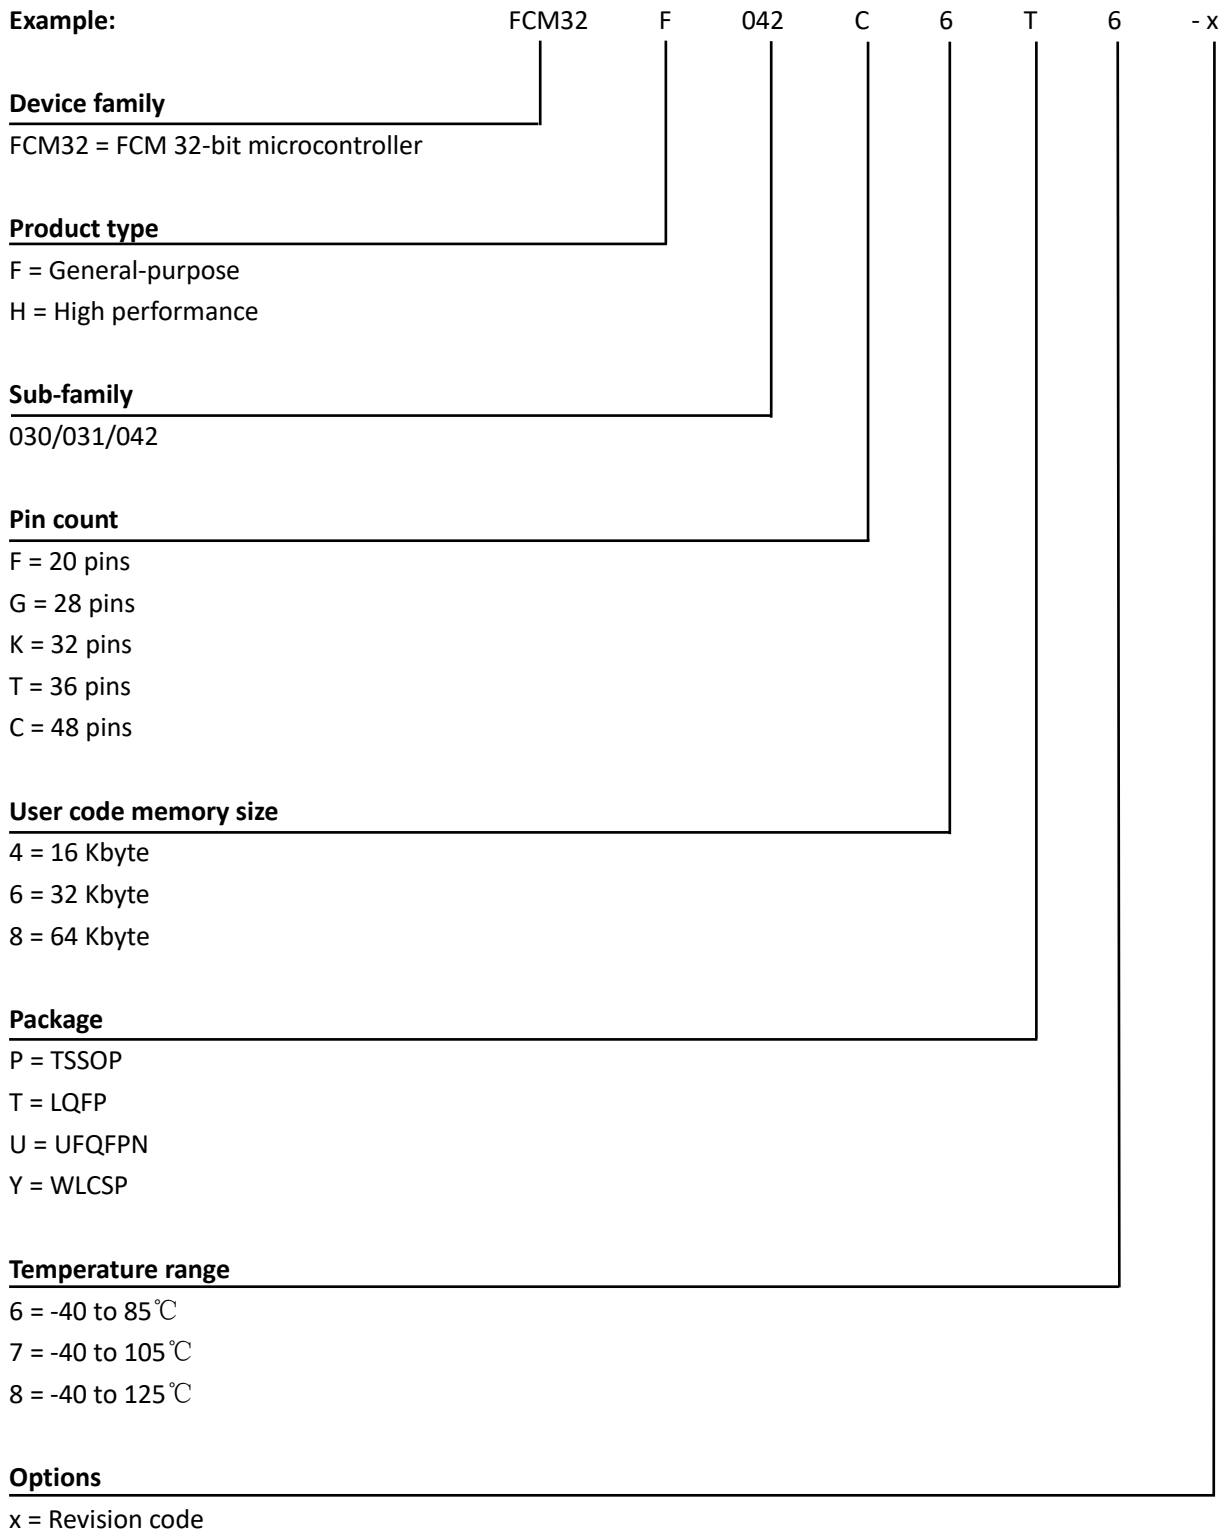 Example: FCM32 F 042 C 6 T 6 - x
Device family
FCM32 = FCM 32-bit microcontroller
Product type
F = General-purpose
H = High performance
Sub-family
030/031/042
Pin count
F = 20 pins
G = 28 pins
K = 32 pins
T = 36 pins
C = 48 pins
User code memory size
4 = 16 Kbyte
6 = 32 Kbyte
8 = 64 Kbyte
Package
P = TSSOP
T = LQFP
U = UFQFPN
Y = WLCSP
Temperature range
6 = -40 to 85℃
7 = -40 to 105℃
8 = -40 to 125℃
Options
x = Revision code